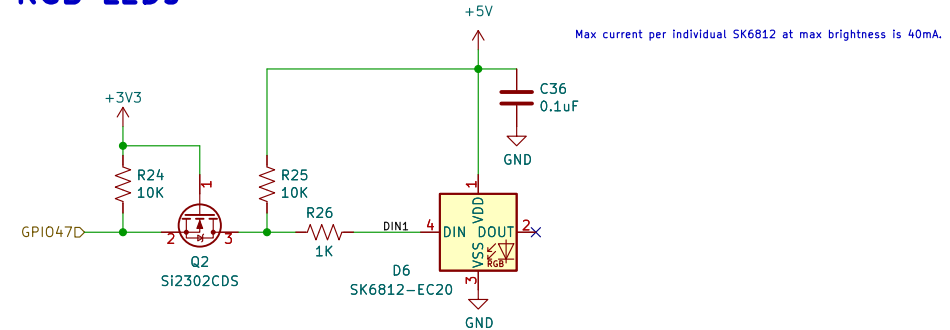 RGB LEDs
+5V
Max current per individual SK6812 at max brightness is 40mA.
C36
0.1uF
GND
+3V3
R24
10K
1
R25
10K
R26
1K
GPIO47
2
3
Q2
Si2302CDS
DIN1
4
DIN
1
VDD
DOUT
2
VSS
RGB
3
D6
SK6812-EC20
GND